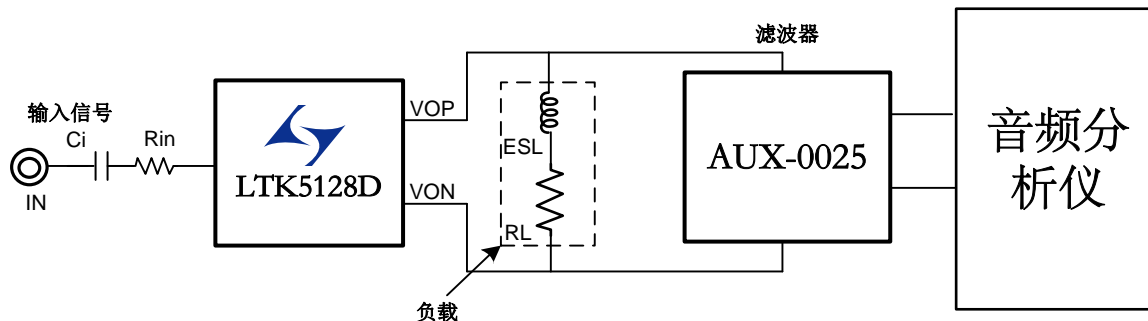 滤波器
输入信号
VOP
Ci
Rin
ESL
LTK5128D
AUX-0025
音频分
析仪
IN
VON
RL
负载